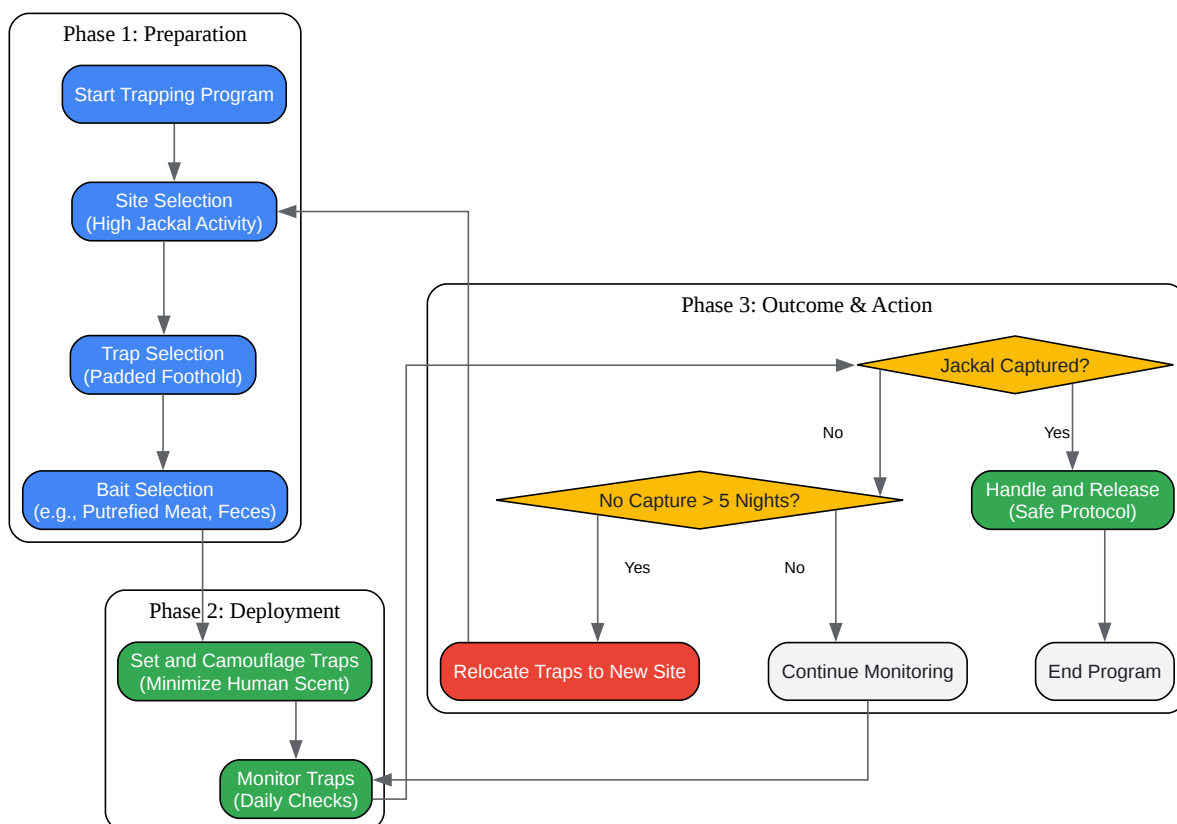 Phase 1: Preparation
Start Trapping Program
Site Selection
(High Jackal Activity)
Trap Selection
(Padded Foothold)
Bait Selection
(e.g., Putrefied Meat, Feces)
Phase 2: Deployment
Set and Camouflage Traps
(Minimize Human Scent)
Monitor Traps
(Daily Checks)
Phase 3: Outcome & Action
Jackal Captured?
No
Yes
No Capture > 5 Nights?
Handle and Release
(Safe Protocol)
Yes
No
Relocate Traps to New Site
Continue Monitoring
End Program